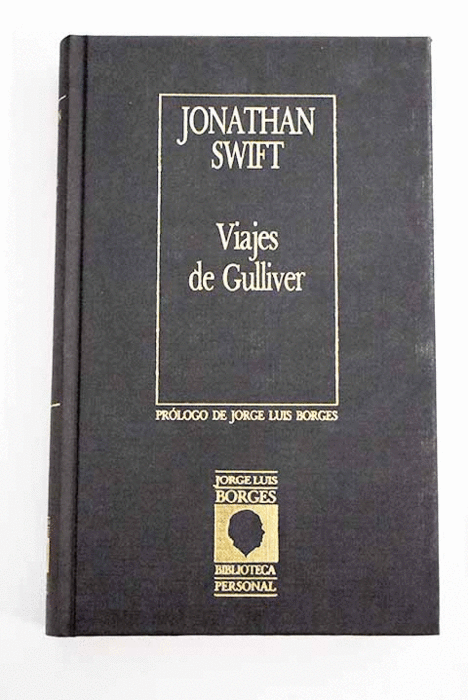 JONATHAN
SWIFT
Viajes
de Gulliver
PRÓLOGO DE JORGE LUIS BORGES
JORGE LUIS
BORGES
BIBLIOTECA
PERSONAL